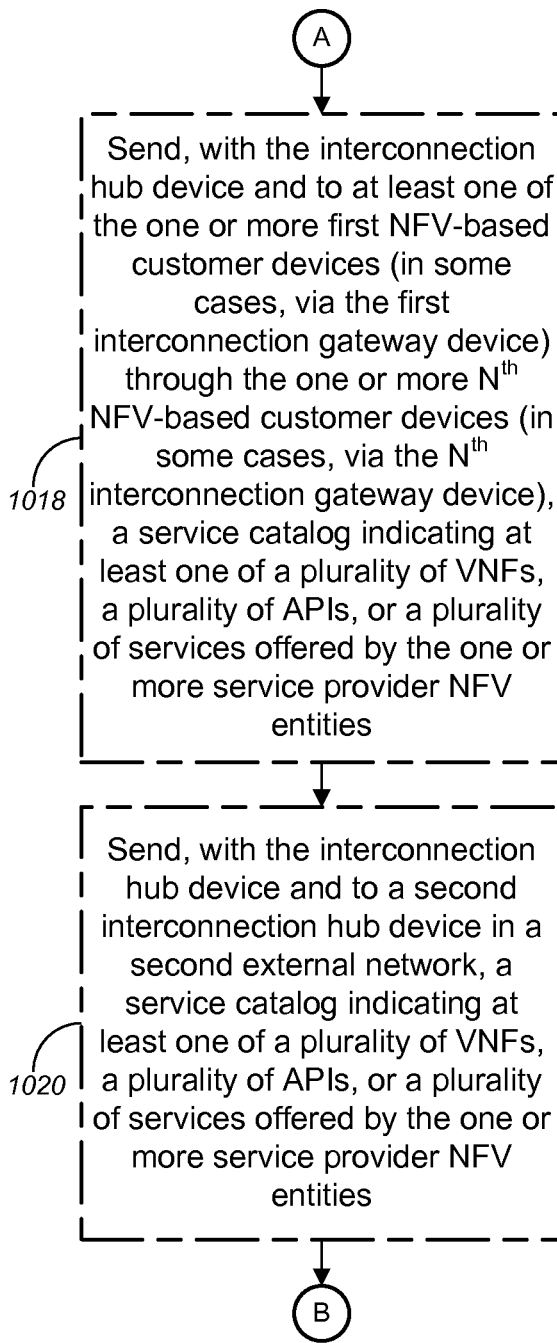 A
Send, with the interconnection
hub device and to at least one of
the one or more first NFV-based
customer devices (in some
cases, via the first
interconnection gateway device)
through the one or more Nth
NFV-based customer devices (in
some cases, via the Nth
interconnection gateway device),
a service catalog indicating at
least one of a plurality of VNFs,
a plurality of APIs, or a plurality
of services offered by the one or
more service provider NFV
entities
1018
Send, with the interconnection
hub device and to a second
interconnection hub device in a
second external network, a
service catalog indicating at
least one of a plurality of VNFs,
a plurality of APIs, or a plurality
of services offered by the one or
more service provider NFV
entities
1020
B